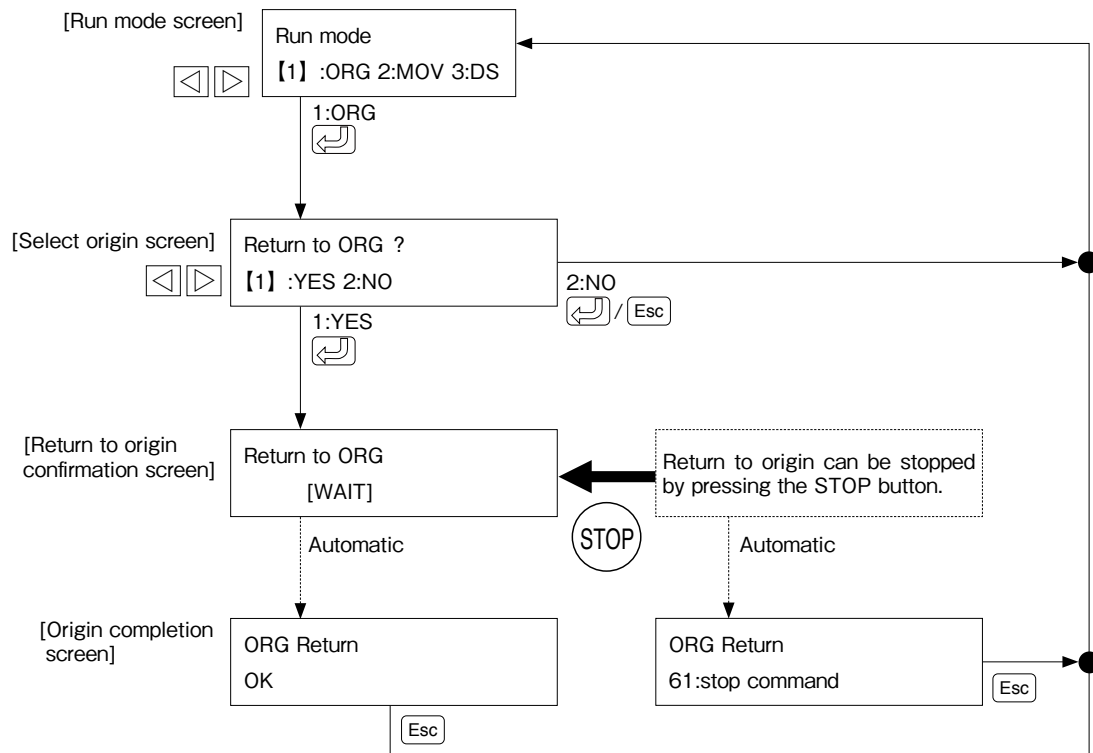 [Run mode screen]
Run mode
【1】:ORG 2:MOV 3:DS
1:ORG
[Select origin screen]
Return to ORG ?
【1】:YES 2:NO
2:NO
/ Esc
1:YES
[Return to origin
confirmation screen]
Return to ORG
[WAIT]
Return to origin can be stopped
by pressing the STOP button.
STOP
Automatic
Automatic
[Origin completion
screen]
ORG Return
OK
ORG Return
61:stop command
Esc
Esc